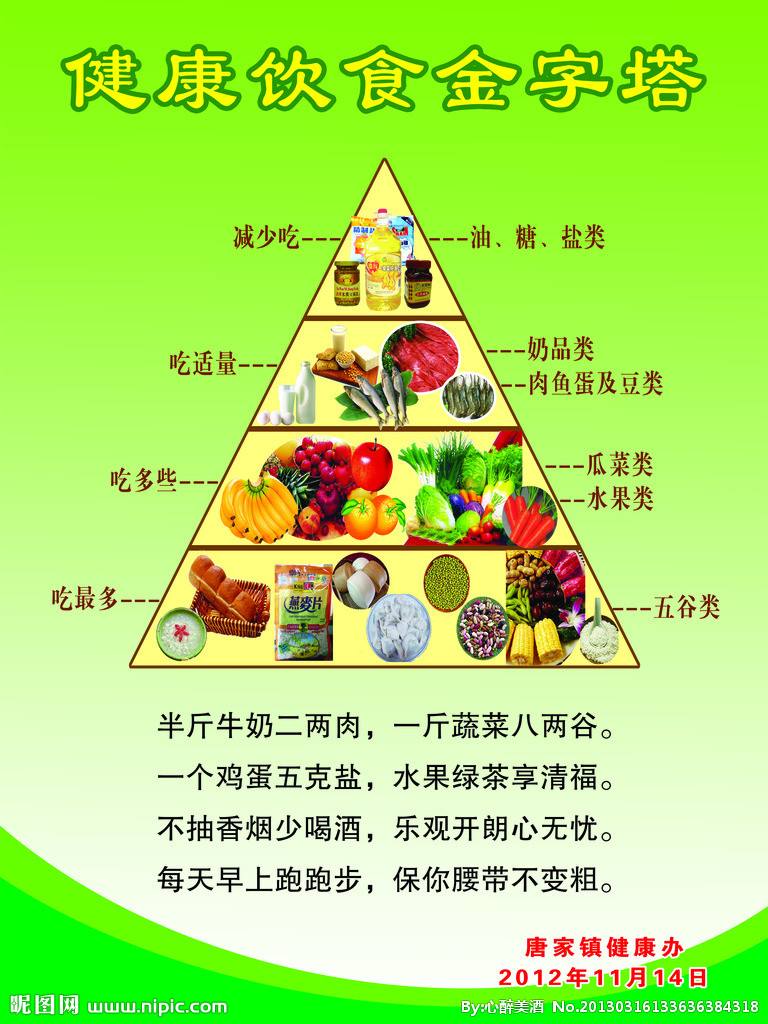 健康饮食金字塔
减少吃---
---油、糖、盐类
吃适量---
---奶品类
---肉鱼蛋及豆类
吃多些---
---瓜菜类
---水果类
吃最多---
---五谷类
燕麥片
半斤牛奶二两肉，一斤蔬菜八两谷。
一个鸡蛋五克盐，水果绿茶享清福。
不抽香烟少喝酒，乐观开朗心无忧。
每天早上跑跑步，保你腰带不变粗。
唐家镇健康办
2012年11月14日
昵图网 www.nipic.com
By:心醉美酒 No.20130316133636384318